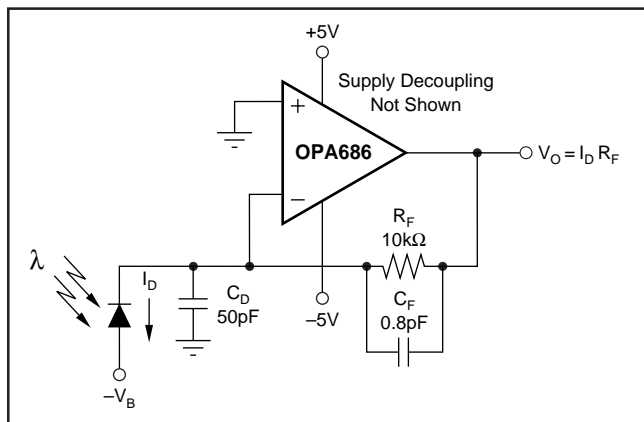 +5V
Supply Decoupling
Not Shown
+
OPA686
−
V_O = I_D R_F
R_F
10kΩ
λ
I_D
C_D
50pF
−5V
C_F
0.8pF
−V_B